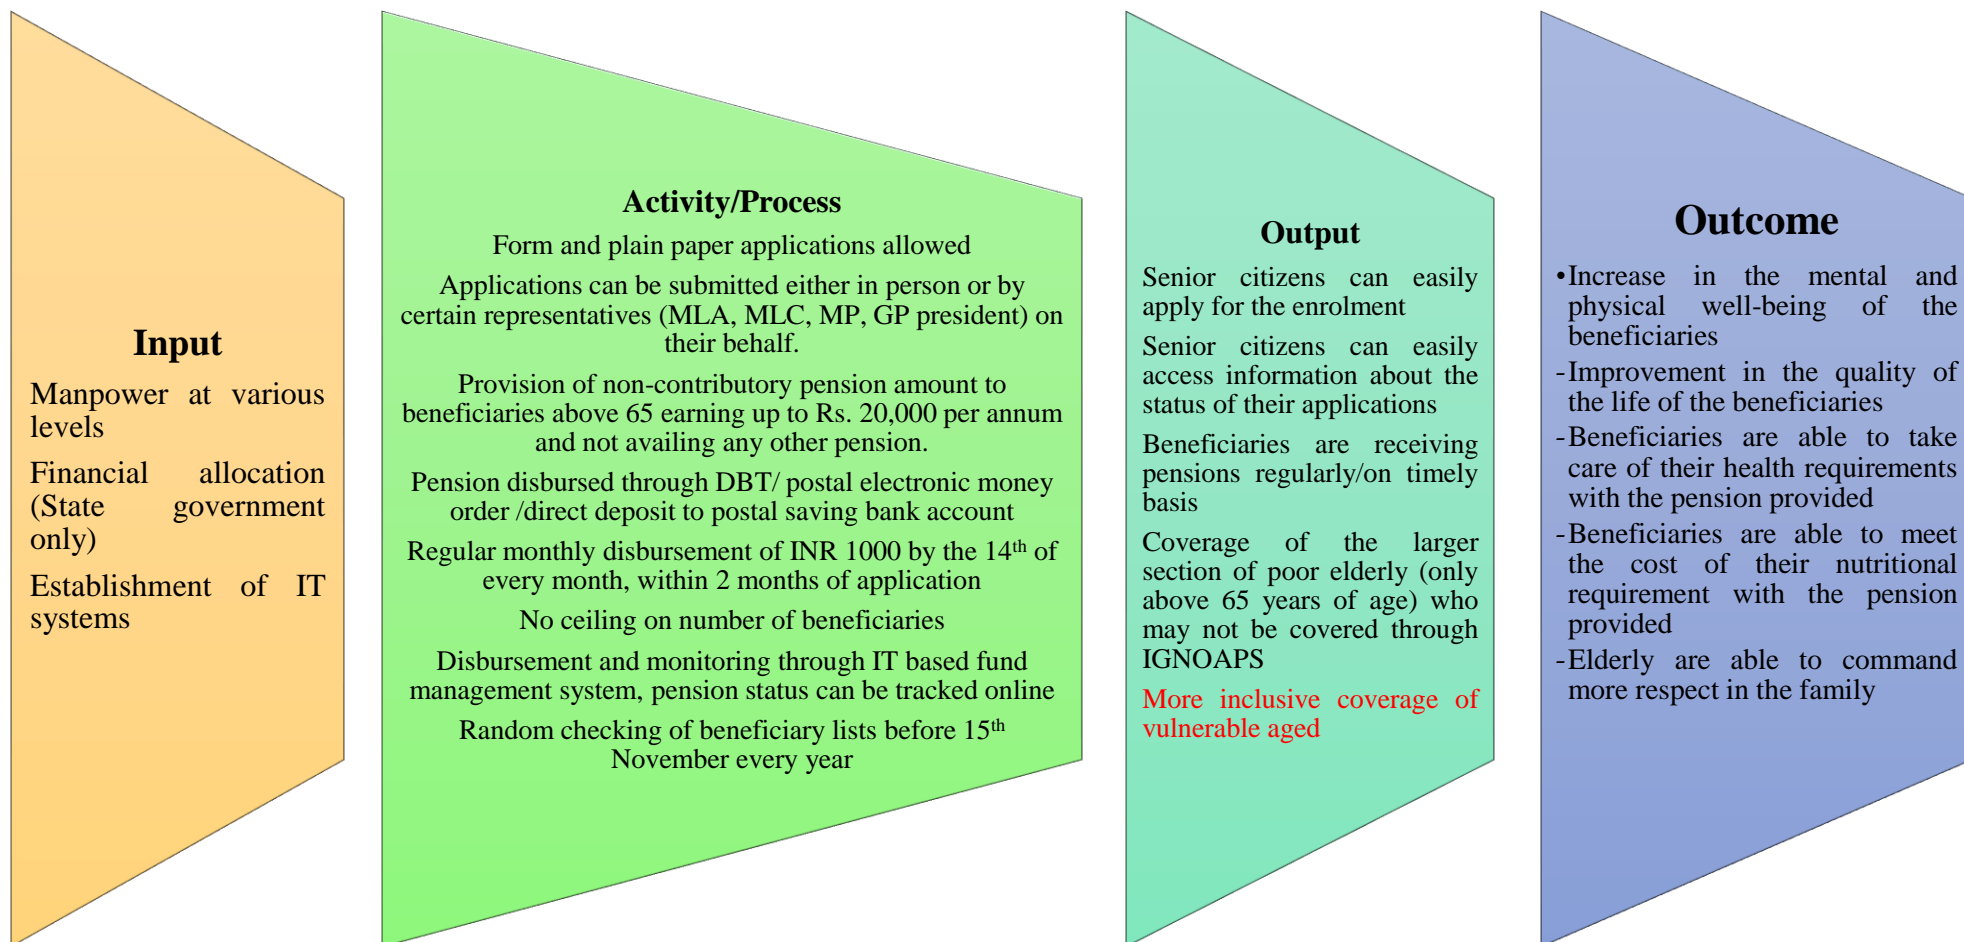 Input
Manpower at various
levels
Financial allocation
(State government
only)
Establishment of IT
systems
Activity/Process
Form and plain paper applications allowed
Applications can be submitted either in person or by
certain representatives (MLA, MLC, MP, GP president) on
their behalf.
Provision of non-contributory pension amount to
beneficiaries above 65 earning up to Rs. 20,000 per annum
and not availing any other pension.
Pension disbursed through DBT/ postal electronic money
order /direct deposit to postal saving bank account
Regular monthly disbursement of INR 1000 by the 14th of
every month, within 2 months of application
No ceiling on number of beneficiaries
Disbursement and monitoring through IT based fund
management system, pension status can be tracked online
Random checking of beneficiary lists before 15th
November every year
Output
Senior citizens can easily
apply for the enrolment
Senior citizens can easily
access information about the
status of their applications
Beneficiaries are receiving
pensions regularly/on timely
basis
Coverage of the larger
section of poor elderly (only
above 65 years of age) who
may not be covered through
IGNOAPS
More inclusive coverage of
vulnerable aged
Outcome
•Increase in the mental and
physical well-being of the
beneficiaries
-Improvement in the quality of
the life of the beneficiaries
-Beneficiaries are able to take
care of their health requirements
with the pension provided
-Beneficiaries are able to meet
the cost of their nutritional
requirement with the pension
provided
-Elderly are able to command
more respect in the family